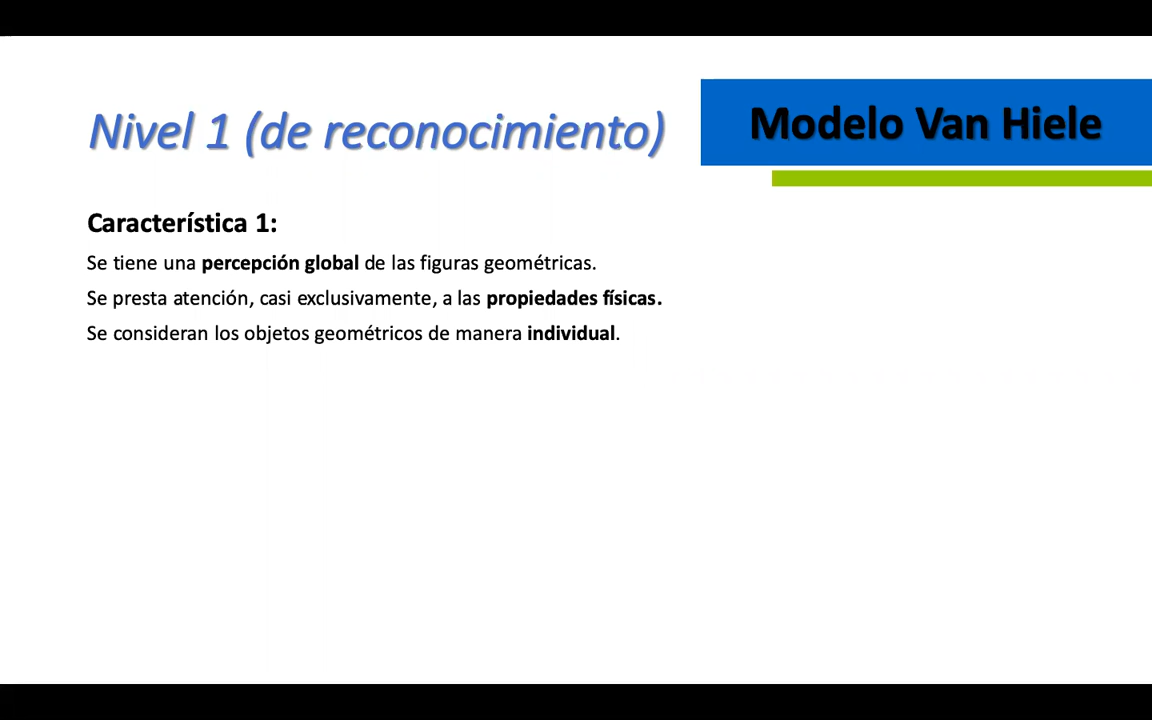 Nivel 1 (de reconocimiento)
Modelo Van Hiele
Característica 1:
Se tiene una percepción global de las figuras geométricas.
Se presta atención, casi exclusivamente, a las propiedades físicas.
Se consideran los objetos geométricos de manera individual.